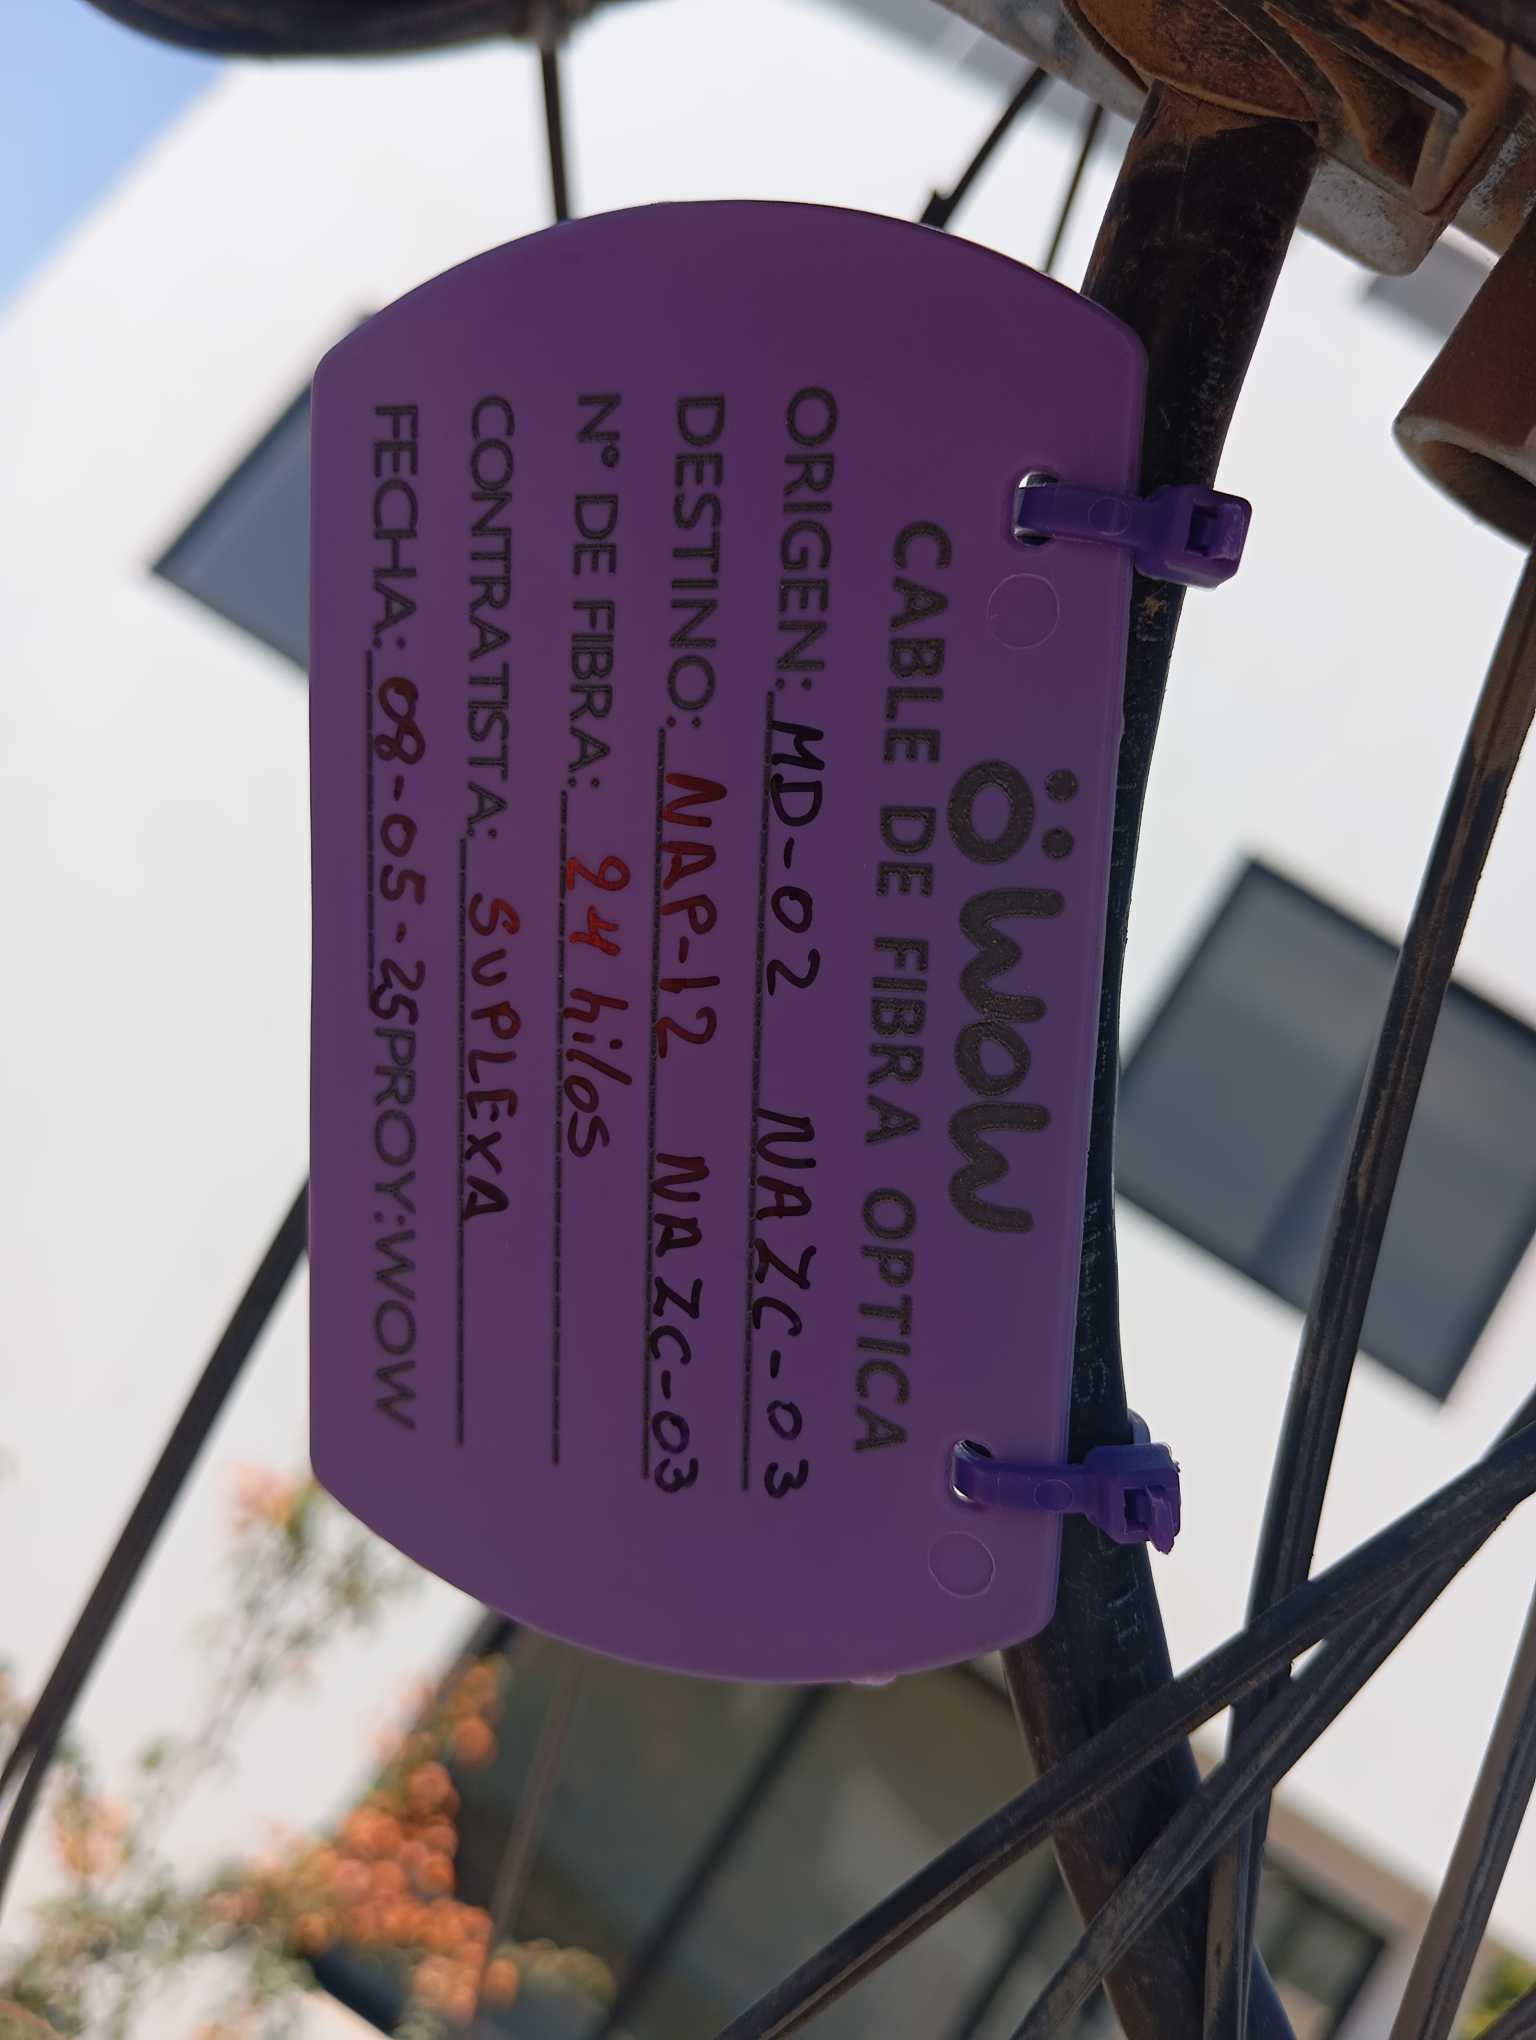 wow
CABLE DE FIBRA OPTICA
ORIGEN: MD-02 NAZC-03
DESTINO: NAP-12 NAZC-03
N° DE FIBRA: 24 hilos
CONTRATISTA: SUPLEXA
FECHA: 08-05-25 PROY: WOW